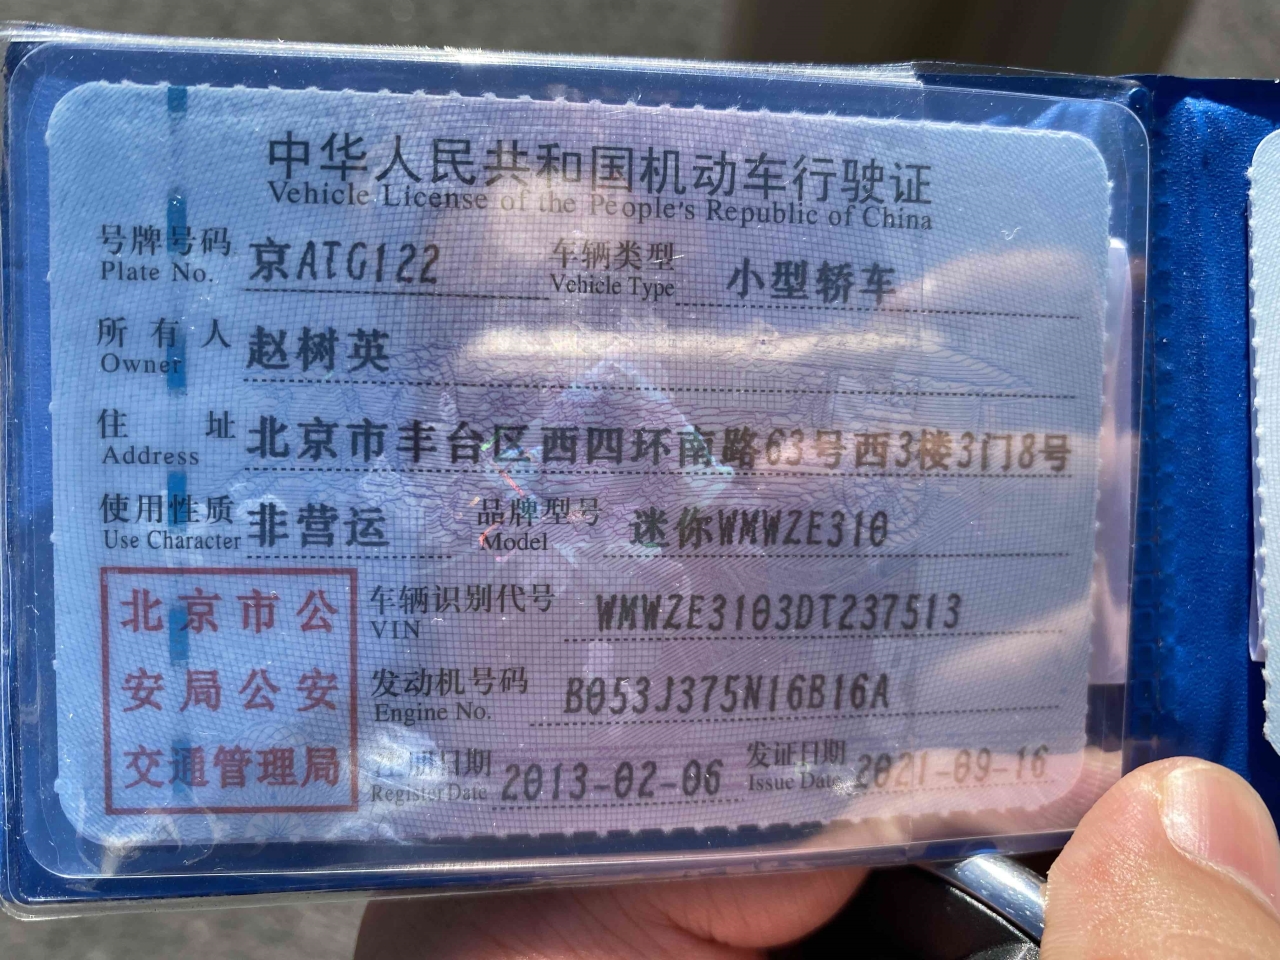 中华人民共和国机动车行驶证
Vehicle License of the People's Republic of China
号牌号码 京ATG122 车辆类型 小型轿车
Plate No. Vehicle Type
所有人 赵树英
Owner
住址 北京市丰台区西四环南路63号西3楼3门8号
Address
使用性质 非营运 品牌型号 迷你WMWZE310
Use Character Model
北京市公
安局公安
交通管理局
车辆识别代号 WMWZE3103DT237513
VIN
发动机号码 B053J375N16B16A
Engine No.
注册日期 2013-02-06 发证日期 2021-09-16
Register Date Issue Date